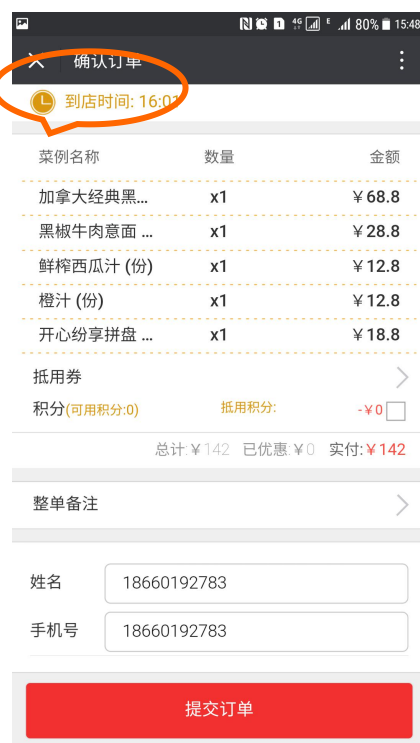 4G E 80% 15:48
确认订单
到店时间: 16:01
菜例名称 数量 金额
加拿大经典黑... x1 ￥68.8
黑椒牛肉意面 ... x1 ￥28.8
鲜榨西瓜汁 (份) x1 ￥12.8
橙汁 (份) x1 ￥12.8
开心纷享拼盘 ... x1 ￥18.8
抵用券
积分(可用积分:0) 抵用积分: -￥0
总计:￥142 已优惠:￥0 实付:￥142
整单备注
姓名 18660192783
手机号 18660192783
提交订单